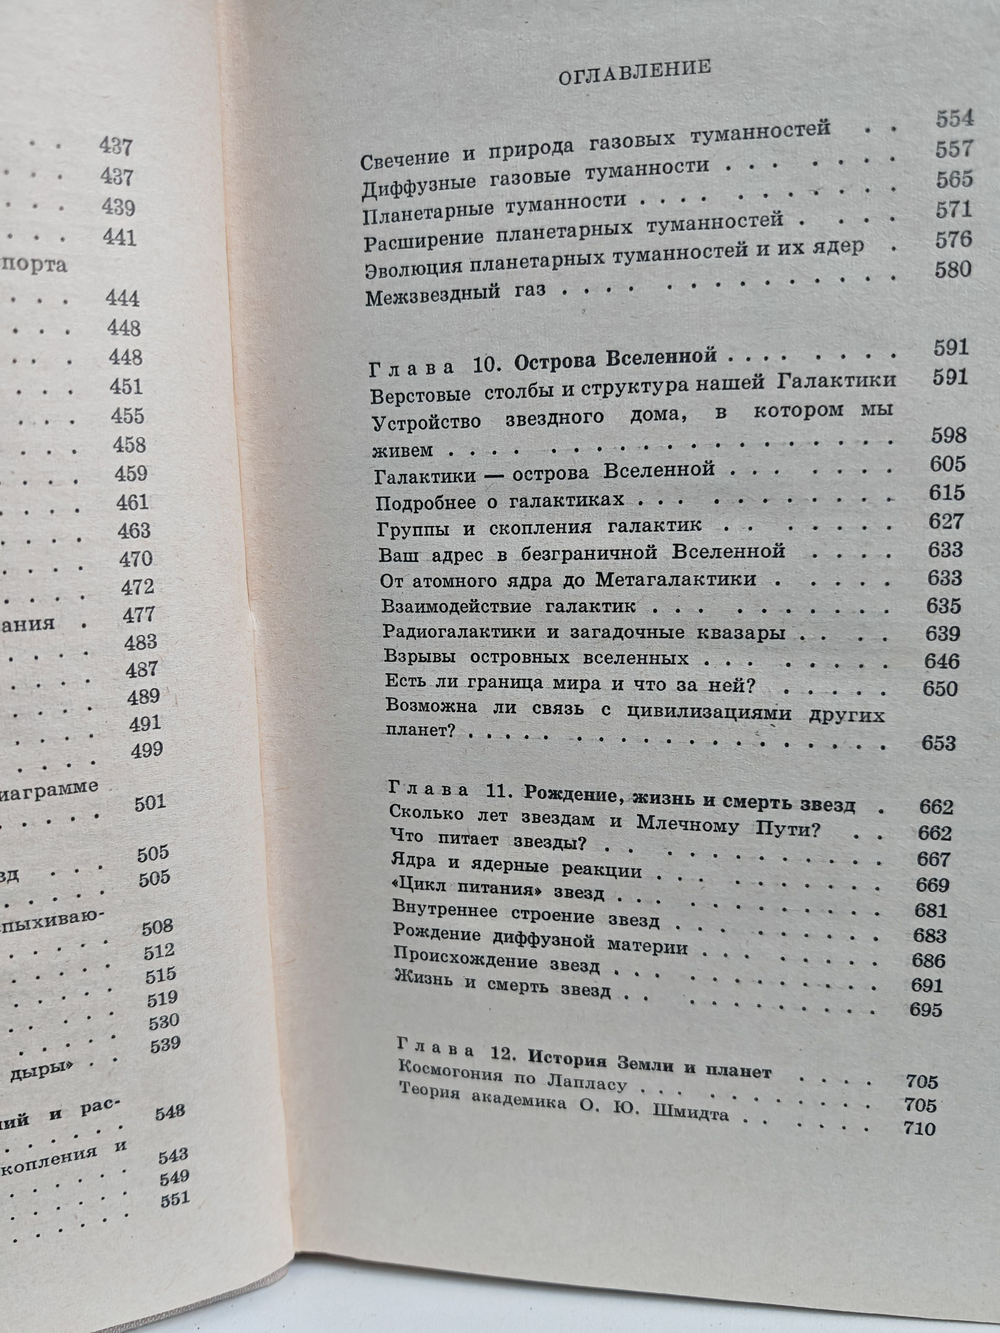 437
437
439
441
порта
444
448
448
451
455
458
459
461
463
470
472
ания . 477
483
487
489
491
499
иаграмме
501
505
зд . . . 505
спыхиваю-
508
512
515
519
530
дыры» . . 539
ний и рас-
548
копления и
543
549
551
ОГЛАВЛЕНИЕ
Свечение и природа газовых туманностей . . 554
Диффузные газовые туманности . . . . . . . 557
Планетарные туманности . . . . . . . . . . 565
Расширение планетарных туманностей . . . . 571
Эволюция планетарных туманностей и их ядер . 576
Межзвездный газ . . . . . . . . . . . . 580
Глава 10. Острова Вселенной . . . . . . . . 591
Верстовые столбы и структура нашей Галактики 591
Устройство звездного дома, в котором мы
живем . . . . . . . . . . . . . . . . . 598
Галактики — острова Вселенной . . . . . . . 605
Подробнее о галактиках . . . . . . . . . 615
Группы и скопления галактик . . . . . . . 627
Ваш адрес в безграничной Вселенной . . . . 633
От атомного ядра до Метагалактики . . . . . 633
Взаимодействие галактик . . . . . . . . . 635
Радиогалактики и загадочные квазары . . . . . 639
Взрывы островных вселенных . . . . . . . . 646
Есть ли граница мира и что за ней? . . . . . 650
Возможна ли связь с цивилизациями других
планет? . . . . . . . . . . . . . . . . 653
Глава 11. Рождение, жизнь и смерть звезд . 662
Сколько лет звездам и Млечному Пути? . . 662
Что питает звезды? . . . . . . . . . . 667
Ядра и ядерные реакции . . . . . . . . . 669
«Цикл питания» звезд . . . . . . . . . . 681
Внутреннее строение звезд . . . . . . . . 683
Рождение диффузной материи . . . . . . . 686
Происхождение звезд . . . . . . . . . . 691
Жизнь и смерть звезд . . . . . . . . . 695
Глава 12. История Земли и планет . . . . 705
Космогония по Лапласу . . . . . . . . . 705
Теория академика О. Ю. Шмидта . . . . . . 710